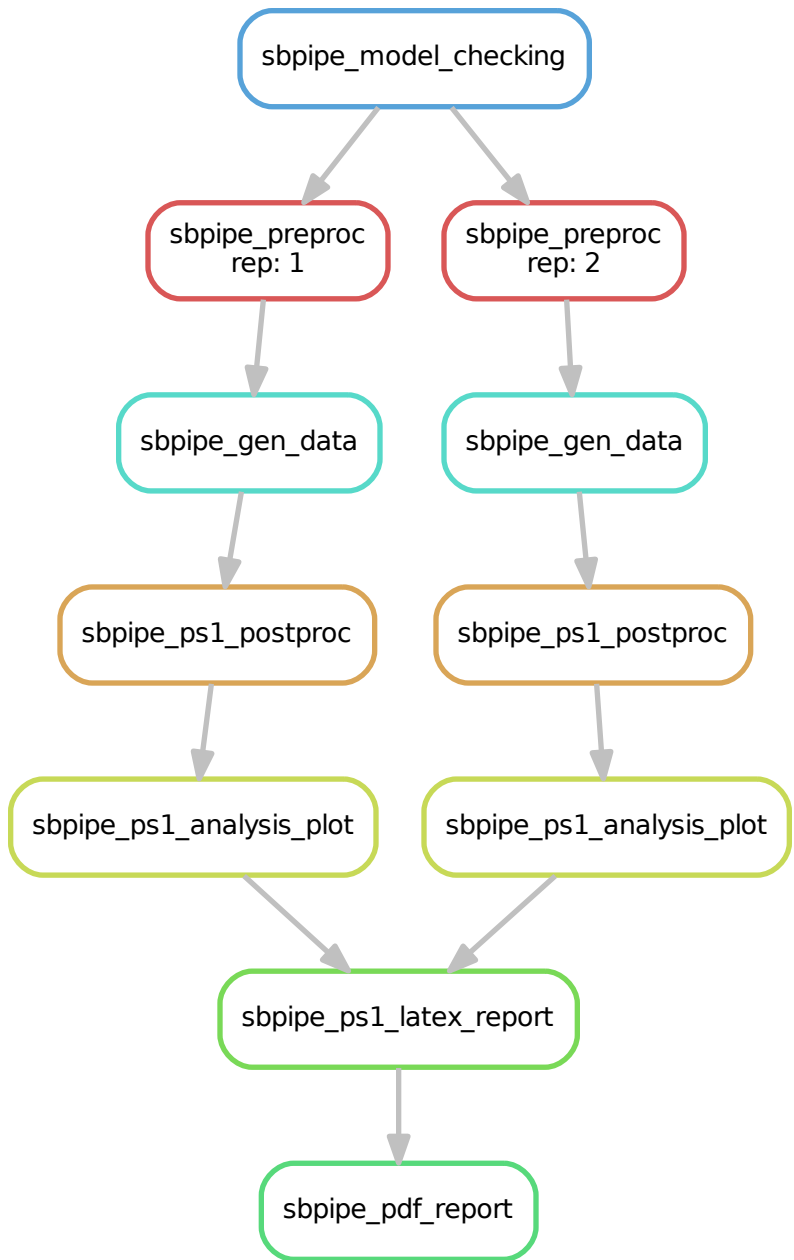 sbpipe_model_checking
sbpipe_preproc
rep: 1
sbpipe_preproc
rep: 2
sbpipe_gen_data
sbpipe_gen_data
sbpipe_ps1_postproc
sbpipe_ps1_postproc
sbpipe_ps1_analysis_plot
sbpipe_ps1_analysis_plot
sbpipe_ps1_latex_report
sbpipe_pdf_report